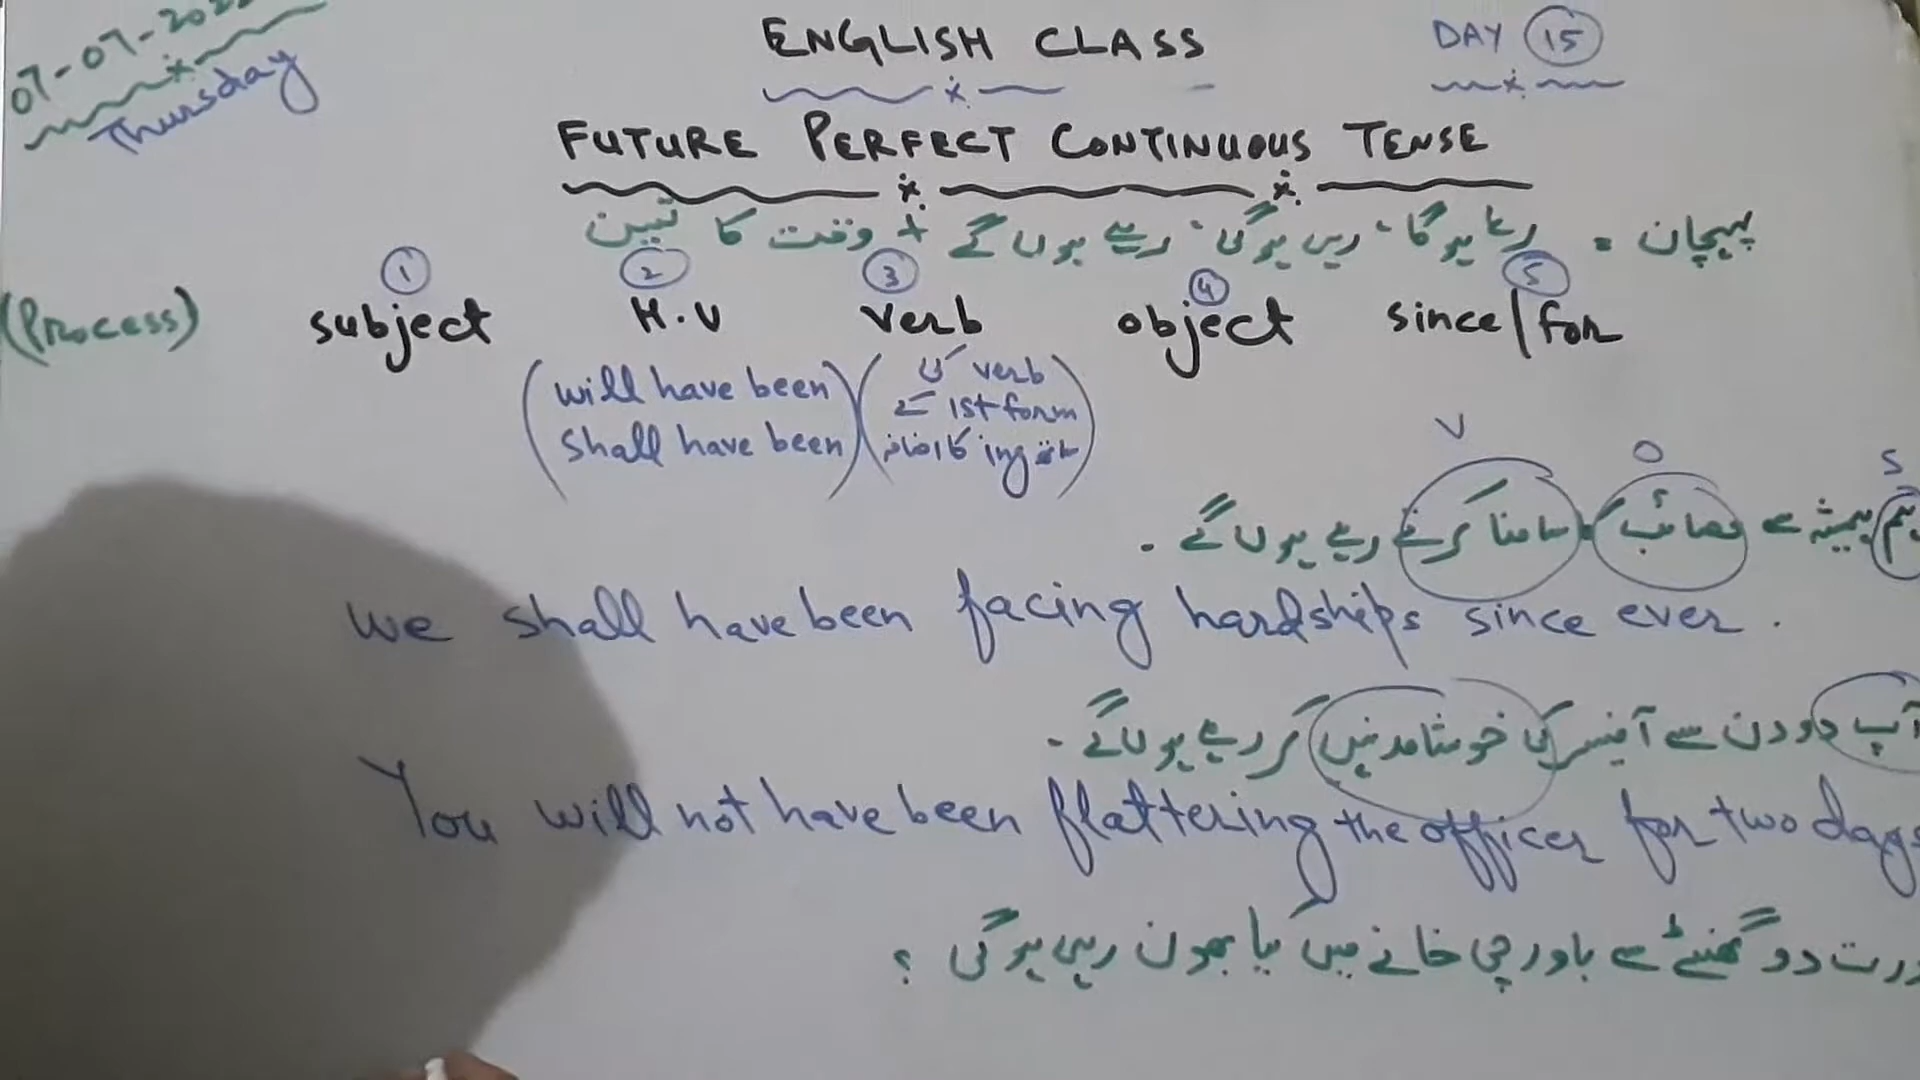 07-07-202
Thursday
ENGLISH CLASS
DAY 15
FUTURE PERFECT CONTINUOUS TENSE
پہچان = رہا ہوگا، رہی ہوگی، رہے ہوں گے + وقت کا تعین
1 2 3 4 5
(Process) subject H.V verb object since/for
(will have been shall have been) (verb کی 1st form کے ساتھ ing کا اضافہ)
V O S
ہم ہمیشہ سے مصائب کا سامنا کرتے رہے ہوں گے۔
we shall have been facing hardships since ever.
آپ دو دن سے آفیسر کی خوشامد نہیں کر رہے ہوں گے۔
You will not have been flattering the officer for two days
دو گھنٹے سے باورچی خانے میں کیا بھون رہی ہوگی ؟